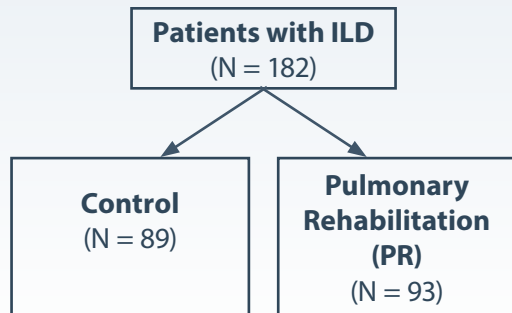 Patients with ILD
(N = 182)
Control
(N = 89)
Pulmonary
Rehabilitation
(PR)
(N = 93)